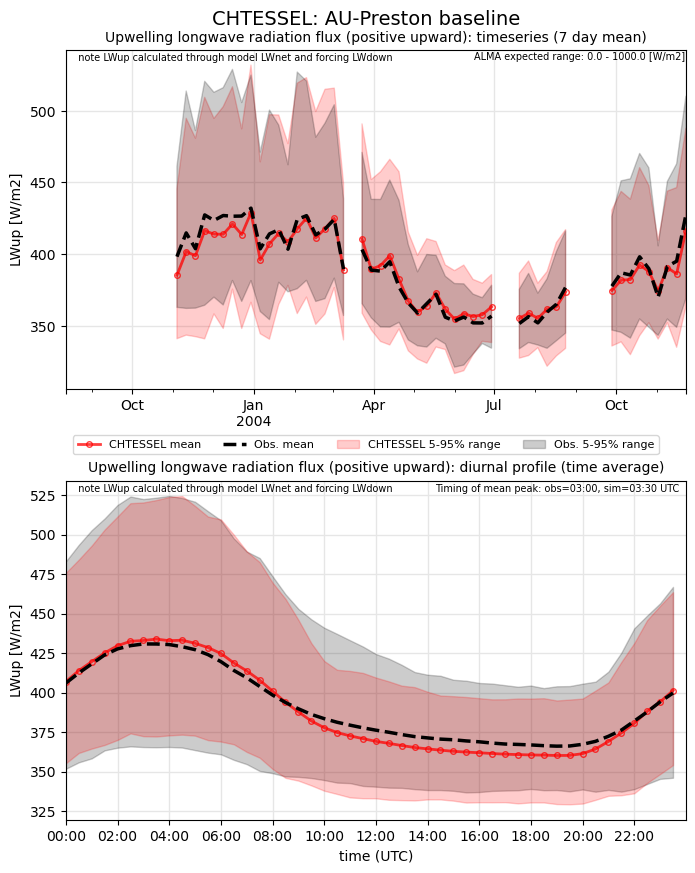 CHTESSEL: AU-Preston baseline
Upwelling longwave radiation flux (positive upward): timeseries (7 day mean)
note LWup calculated through model LWnet and forcing LWdown
ALMA expected range: 0.0 - 1000.0 [W/m2]
LWup [W/m2]
500
450
400
350
Oct
Jan
2004
Apr
Jul
Oct
CHTESSEL mean
Obs. mean
CHTESSEL 5-95% range
Obs. 5-95% range
Upwelling longwave radiation flux (positive upward): diurnal profile (time average)
note LWup calculated through model LWnet and forcing LWdown
Timing of mean peak: obs=03:00, sim=03:30 UTC
LWup [W/m2]
525
500
475
450
425
400
375
350
325
00:00
02:00
04:00
06:00
08:00
10:00
12:00
14:00
16:00
18:00
20:00
22:00
time (UTC)